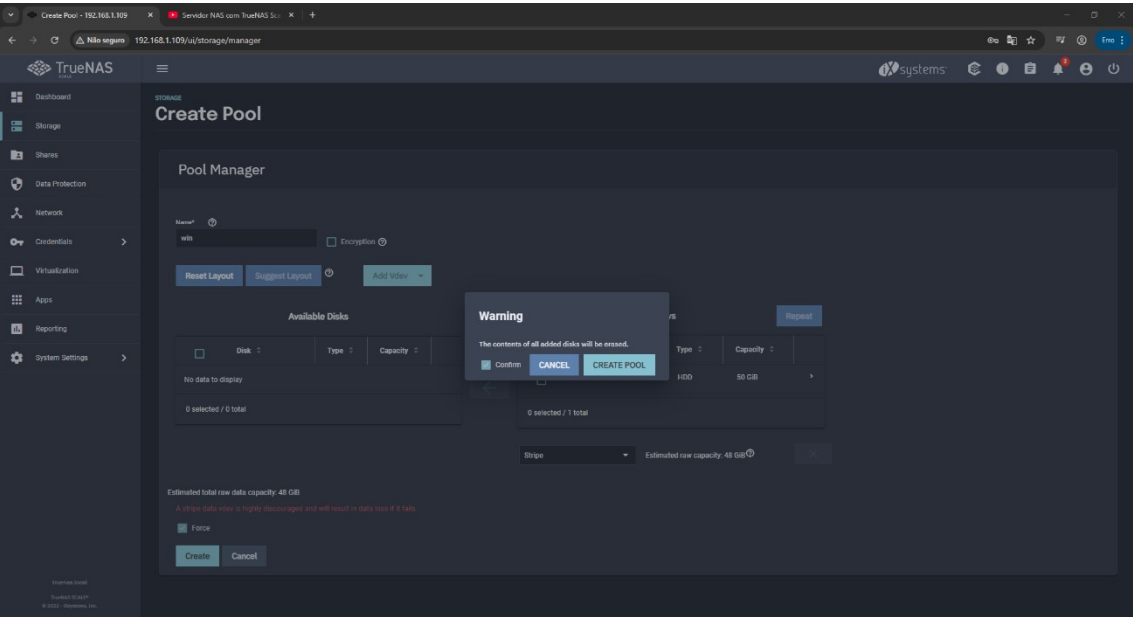 Create Pool - 192.168.1.109
Servidor NAS com TrueNAS Sca
Não seguro 192.168.1.109/ui/storage/manager
Erro
TrueNAS
SCALE
systems
2
Dashboard
Storage
Shares
Data Protection
Network
Credentials
Virtualization
Apps
Reporting
System Settings
STORAGE
Create Pool
Pool Manager
Name*
win
Encryption
Reset Layout Suggest Layout Add Vdev
Available Disks
Repeat
Disk Type Capacity
Type Capacity
No data to display
HDD 50 GiB
0 selected / 0 total
0 selected / 1 total
Warning
The contents of all added disks will be erased.
Confirm CANCEL CREATE POOL
Stripe Estimated raw capacity: 48 GiB
Estimated total raw data capacity: 48 GiB
A stripe data vdev is highly discouraged and will result in data loss if it fails
Force
Create Cancel